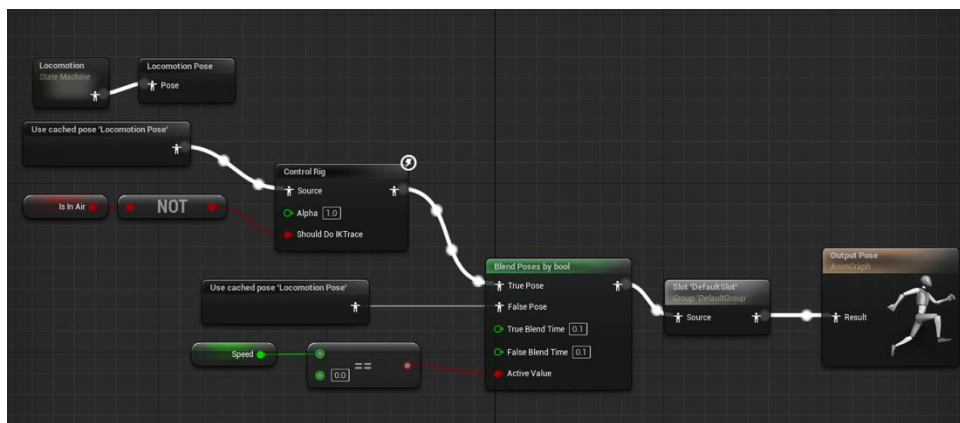 Locomotion
State Machine
Locomotion Pose
Pose
Use cached pose 'Locomotion Pose'
Control Rig
Source
Alpha 1.0
Should Do IKTrace
Is In Air
NOT
Use cached pose 'Locomotion Pose'
Speed
==
0.0
Blend Poses by bool
True Pose
False Pose
True Blend Time 0.1
False Blend Time 0.1
Active Value
Slot 'DefaultSlot'
Group 'DefaultGroup'
Source
Output Pose
AnimGraph
Result